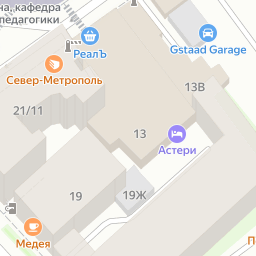 на, кафедра
педагогики
РеалЪ
Gstaad Garage
Север-Метрополь
13В
21/11
13
Астери
19
19Ж
Медея
П